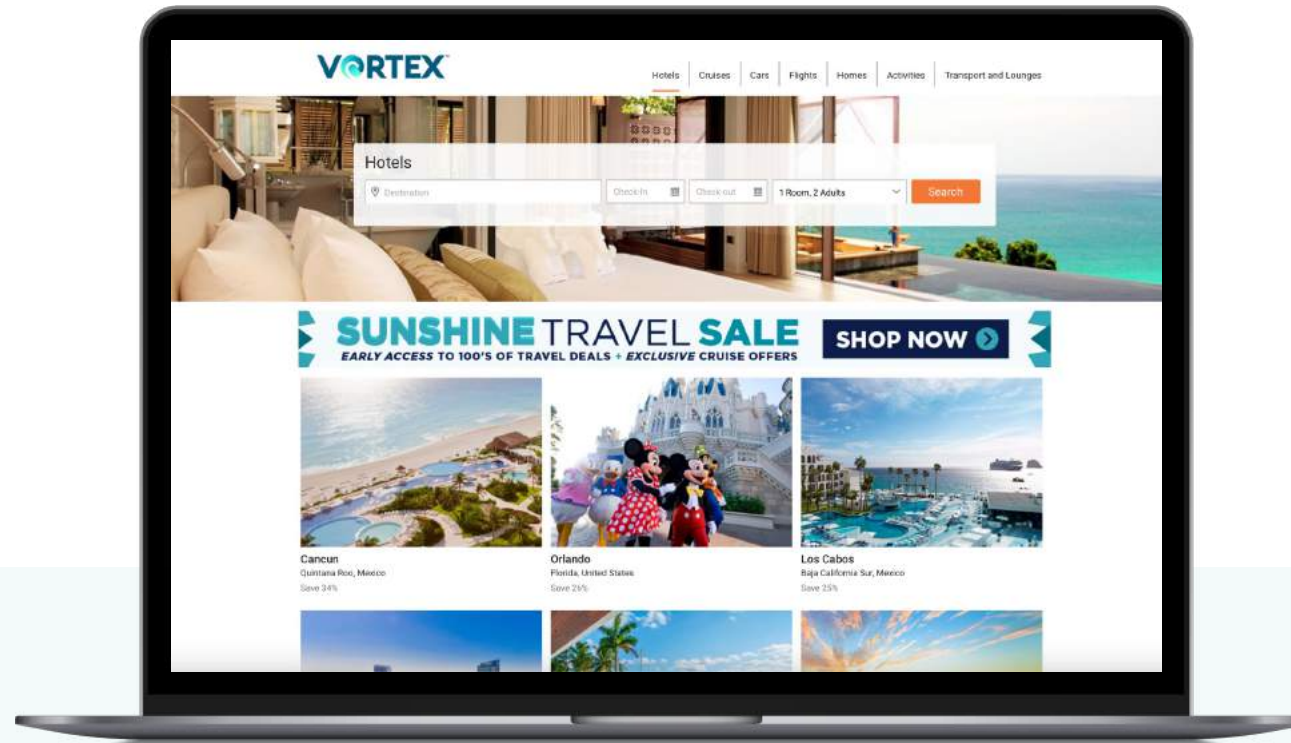 VORTEX™
Hotels Cruises Cars Flights Homes Activities Transport and Lounges
Hotels
Destination Check-in Check-out 1 Room, 2 Adults Search
SUNSHINE TRAVEL SALE SHOP NOW
EARLY ACCESS TO 100'S OF TRAVEL DEALS + EXCLUSIVE CRUISE OFFERS
Cancun Orlando Los Cabos
Quintana Roo, Mexico Florida, United States Baja California Sur, Mexico
Save 34% Save 26% Save 25%